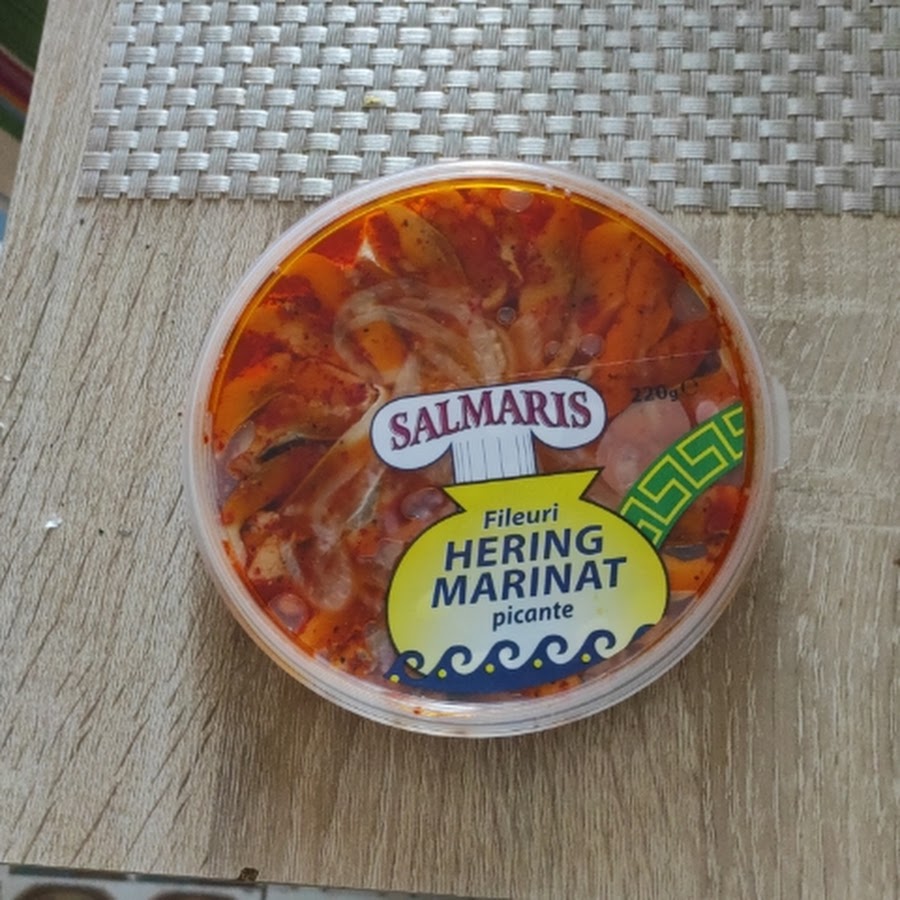 220g℮
SALMARIS
Fileuri
HERING
MARINAT
picante